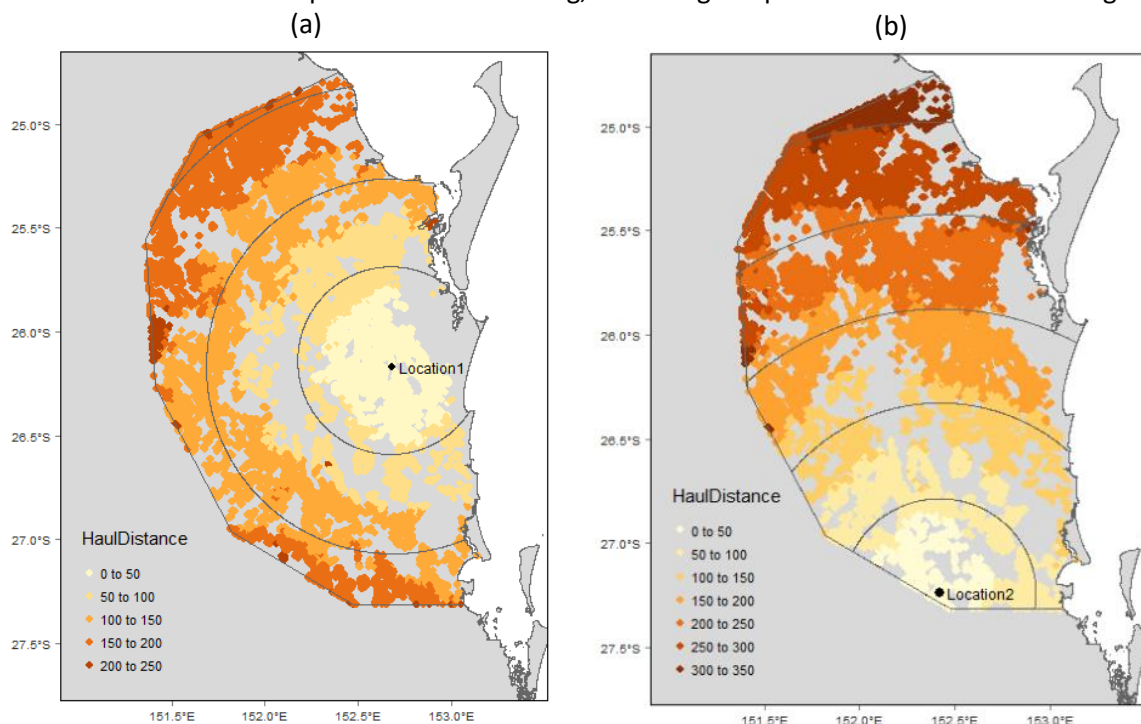 (a)
(b)
25.0°S
25.5°S
26.0°S
26.5°S
27.0°S
27.5°S
151.5°E
152.0°E
152.5°E
153.0°E
Location1
HaulDistance
0 to 50
50 to 100
100 to 150
150 to 200
200 to 250
25.0°S
25.5°S
26.0°S
26.5°S
27.0°S
27.5°S
151.5°E
152.0°E
152.5°E
153.0°E
Location2
HaulDistance
0 to 50
50 to 100
100 to 150
150 to 200
200 to 250
250 to 300
300 to 350